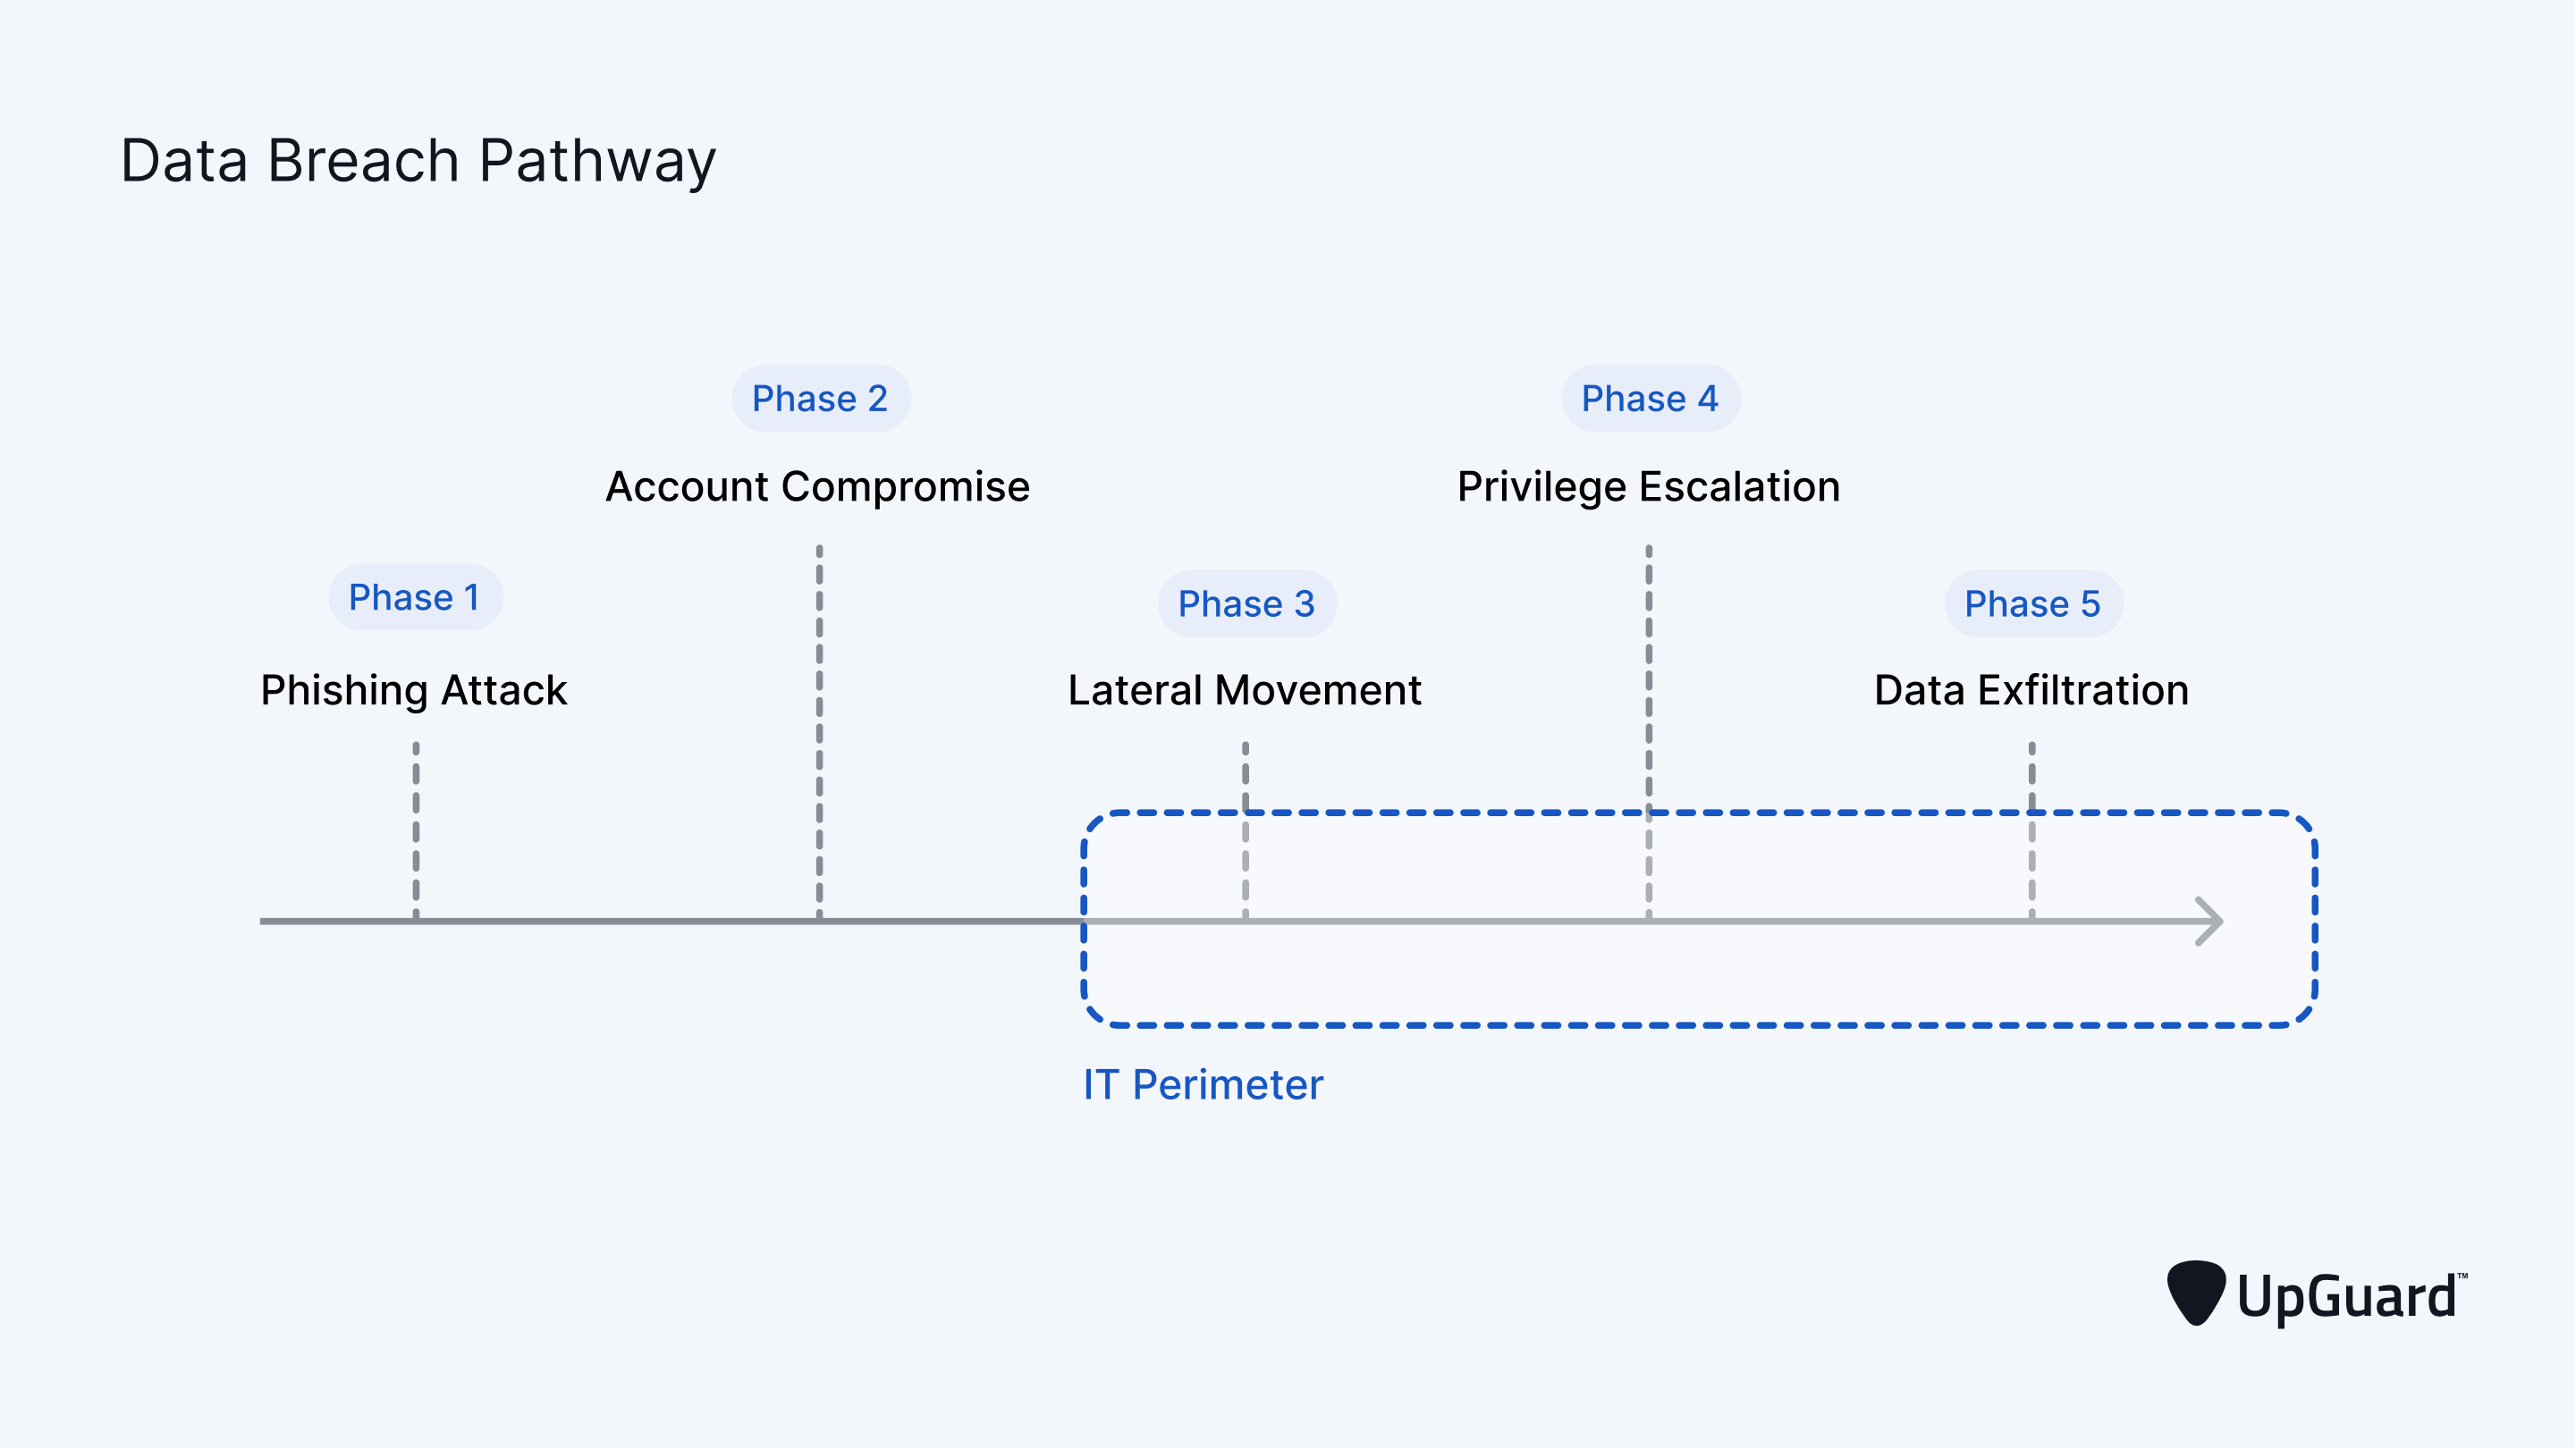 Data Breach Pathway
Phase 1
Phishing Attack
Phase 2
Account Compromise
Phase 3
Lateral Movement
Phase 4
Privilege Escalation
Phase 5
Data Exfiltration
IT Perimeter
UpGuard™